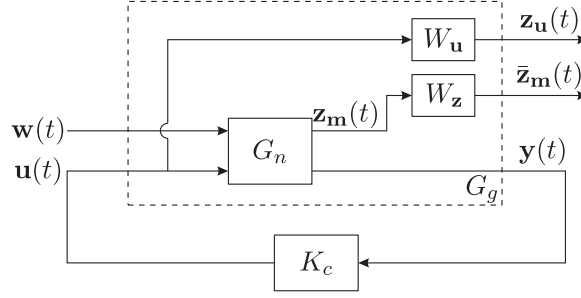 W_u z_u(t)
z_m(t) W_z z̄_m(t)
w(t)
G_n
u(t) y(t)
G_g
K_c